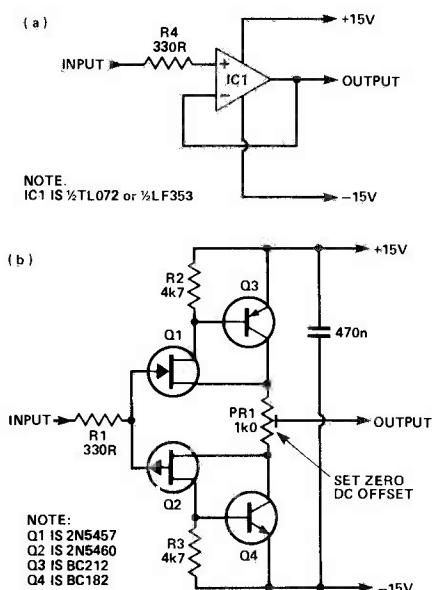 (a)
+15V
R4
330R
INPUT
+
IC1
−
OUTPUT
NOTE.
IC1 IS ½TL072 or ½LF353
−15V
(b)
+15V
R2
4k7
Q3
Q1
470n
INPUT
R1
330R
PR1
1k0
OUTPUT
SET ZERO
DC OFFSET
Q2
NOTE:
Q1 IS 2N5457
Q2 IS 2N5460
Q3 IS BC212
Q4 IS BC182
R3
4k7
Q4
−15V